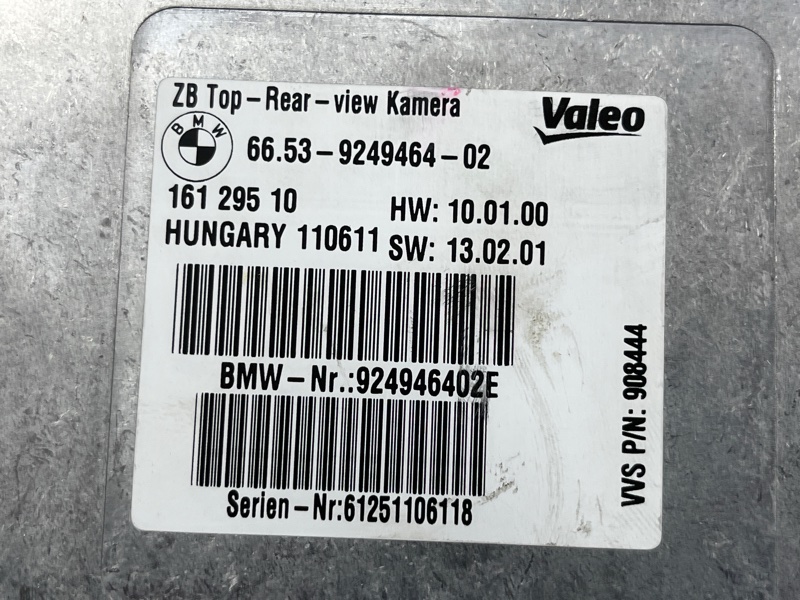 ZB Top-Rear-view Kamera
Valeo
BMW
66.53-9249464-02
161 295 10
HW: 10.01.00
HUNGARY 110611
SW: 13.02.01
BMW-Nr.:924946402E
Serien-Nr:61251106118
VVS P/N: 908444